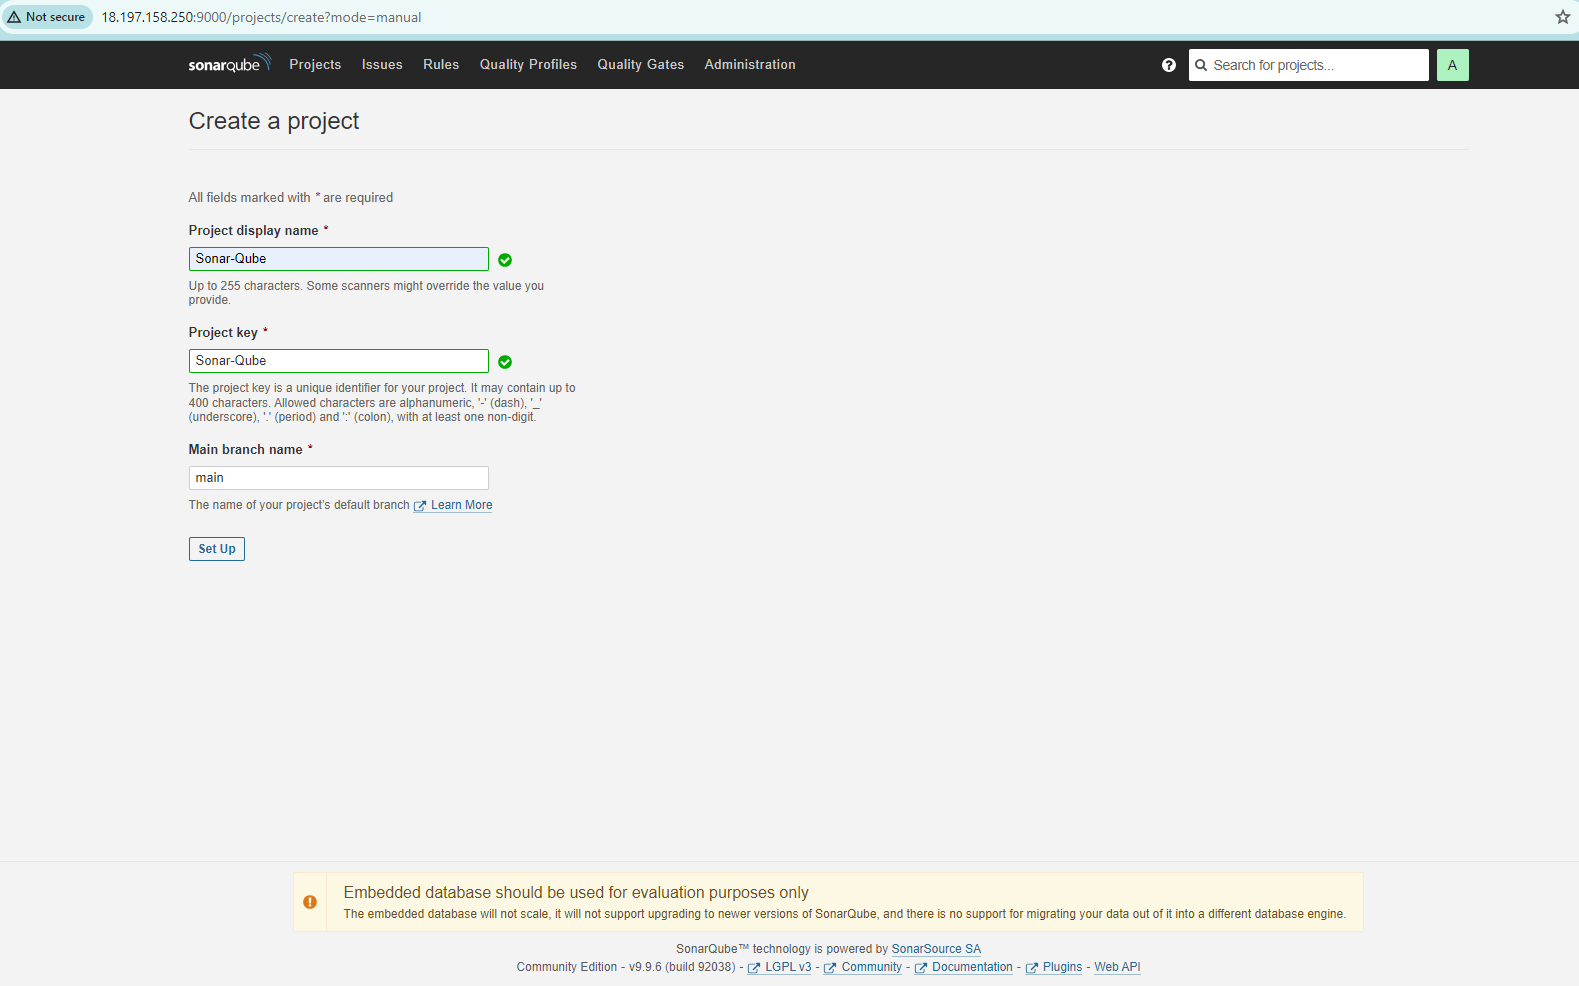 Not secure 18.197.158.250:9000/projects/create?mode=manual
sonarqube Projects Issues Rules Quality Profiles Quality Gates Administration ? Search for projects... A
Create a project
All fields marked with * are required
Project display name *
Sonar-Qube
Up to 255 characters. Some scanners might override the value you
provide.
Project key *
Sonar-Qube
The project key is a unique identifier for your project. It may contain up to
400 characters. Allowed characters are alphanumeric, '-' (dash), '_'
(underscore), '.' (period) and ':' (colon), with at least one non-digit.
Main branch name *
main
The name of your project's default branch Learn More
Set Up
Embedded database should be used for evaluation purposes only
The embedded database will not scale, it will not support upgrading to newer versions of SonarQube, and there is no support for migrating your data out of it into a different database engine.
SonarQube™ technology is powered by SonarSource SA
Community Edition - v9.9.6 (build 92038) - LGPL v3 - Community - Documentation - Plugins - Web API